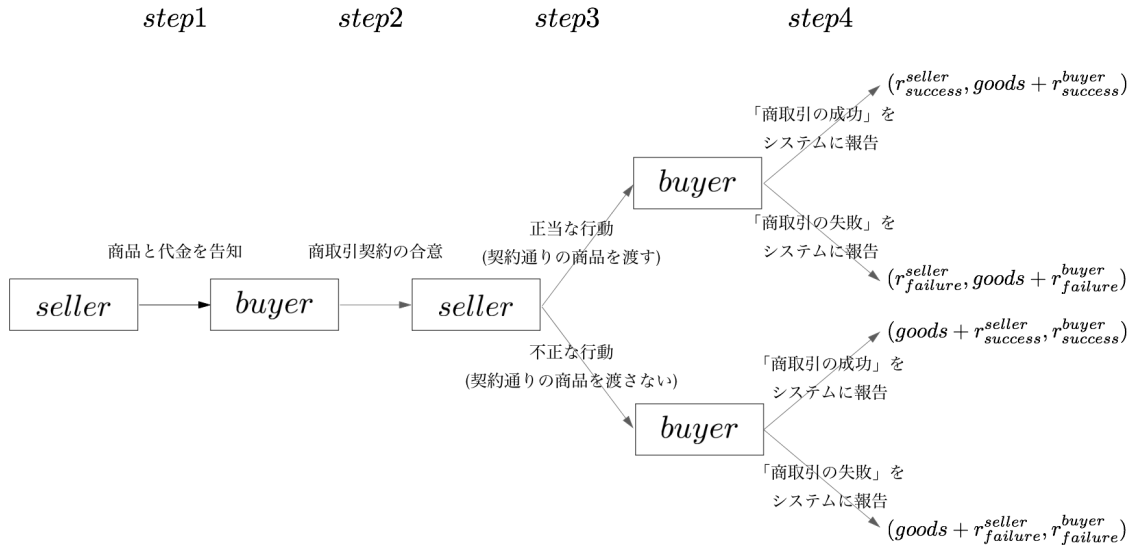 step1
step2
step3
step4
(r^{seller}_{success}, goods + r^{buyer}_{success})
「商取引の成功」を
システムに報告
buyer
「商取引の失敗」を
システムに報告
(r^{seller}_{failure}, goods + r^{buyer}_{failure})
正当な行動
(契約通りの商品を渡す)
商品と代金を告知
商取引契約の合意
seller
buyer
seller
不正な行動
(契約通りの商品を渡さない)
(goods + r^{seller}_{success}, r^{buyer}_{success})
「商取引の成功」を
システムに報告
buyer
「商取引の失敗」を
システムに報告
(goods + r^{seller}_{failure}, r^{buyer}_{failure})